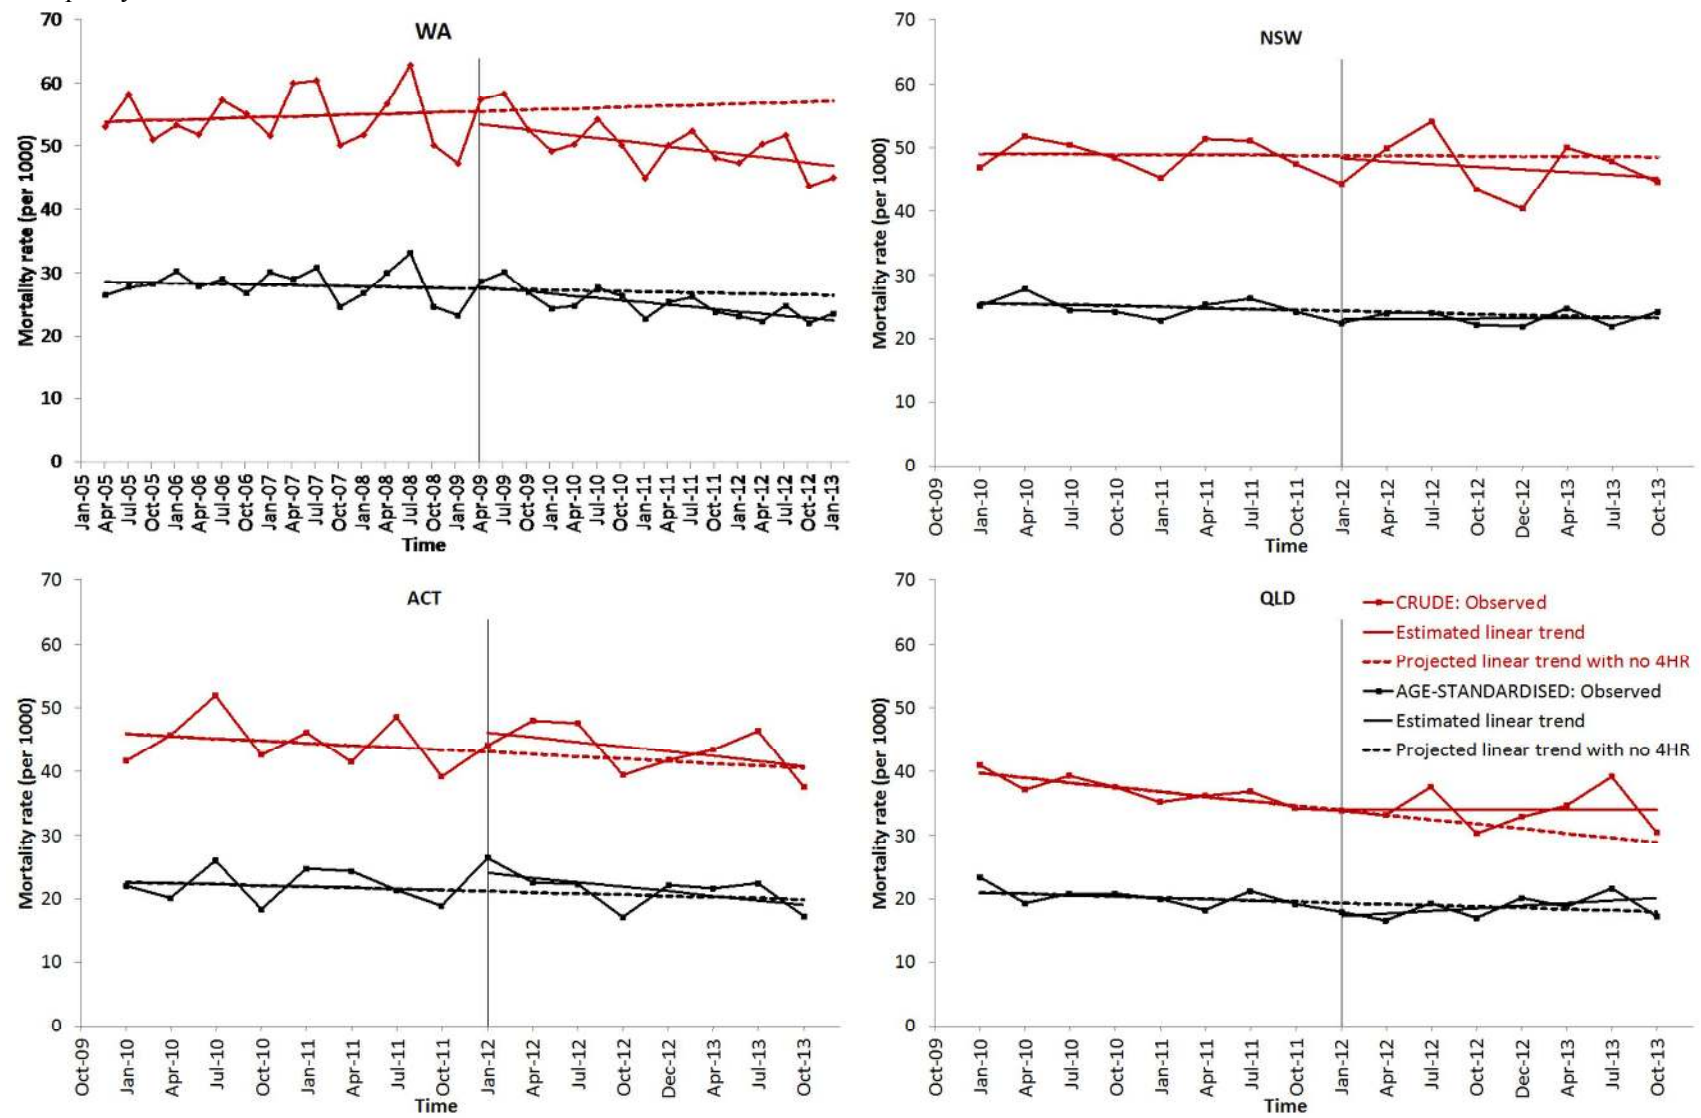 WA
Mortality rate (per 1000)
70
60
50
40
30
20
10
0
Jan-05
Apr-05
Jul-05
Oct-05
Jan-06
Apr-06
Jul-06
Oct-06
Jan-07
Apr-07
Jul-07
Oct-07
Jan-08
Apr-08
Jul-08
Oct-08
Jan-09
Apr-09
Jul-09
Oct-09
Jan-10
Apr-10
Jul-10
Oct-10
Jan-11
Apr-11
Jul-11
Oct-11
Jan-12
Apr-12
Jul-12
Oct-12
Jan-13
Time
NSW
Mortality rate (per 1000)
70
60
50
40
30
20
10
0
Oct-09
Jan-10
Apr-10
Jul-10
Oct-10
Jan-11
Apr-11
Jul-11
Oct-11
Jan-12
Apr-12
Jul-12
Oct-12
Dec-12
Apr-13
Jul-13
Oct-13
Time
ACT
Mortality rate (per 1000)
70
60
50
40
30
20
10
0
Oct-09
Jan-10
Apr-10
Jul-10
Oct-10
Jan-11
Apr-11
Jul-11
Oct-11
Jan-12
Apr-12
Jul-12
Oct-12
Dec-12
Apr-13
Jul-13
Oct-13
Time
QLD
Mortality rate (per 1000)
70
60
50
40
30
20
10
0
Oct-09
Jan-10
Apr-10
Jul-10
Oct-10
Jan-11
Apr-11
Jul-11
Oct-11
Jan-12
Apr-12
Jul-12
Oct-12
Dec-12
Apr-13
Jul-13
Oct-13
Time
CRUDE: Observed
Estimated linear trend
Projected linear trend with no 4HR
AGE-STANDARDISED: Observed
Estimated linear trend
Projected linear trend with no 4HR